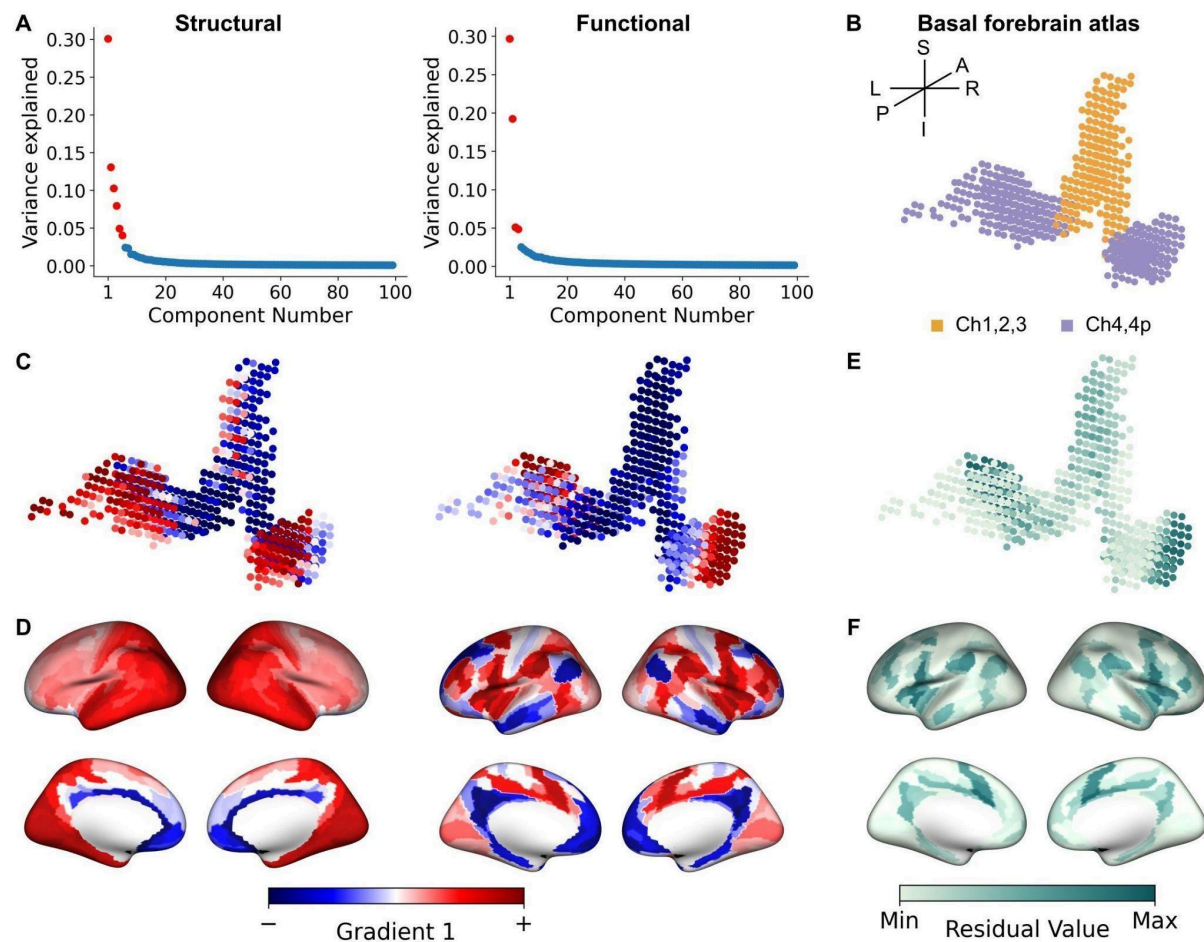 A
Structural
Functional
B
Basal forebrain atlas
0.30
0.25
0.20
0.15
0.10
0.05
0.00
Variance explained
1 20 40 60 80 100
Component Number
0.30
0.25
0.20
0.15
0.10
0.05
0.00
Variance explained
1 20 40 60 80 100
Component Number
S
A
L
R
P
I
Ch1,2,3
Ch4,4p
C
E
D
F
− +
Gradient 1
Min Max
Residual Value